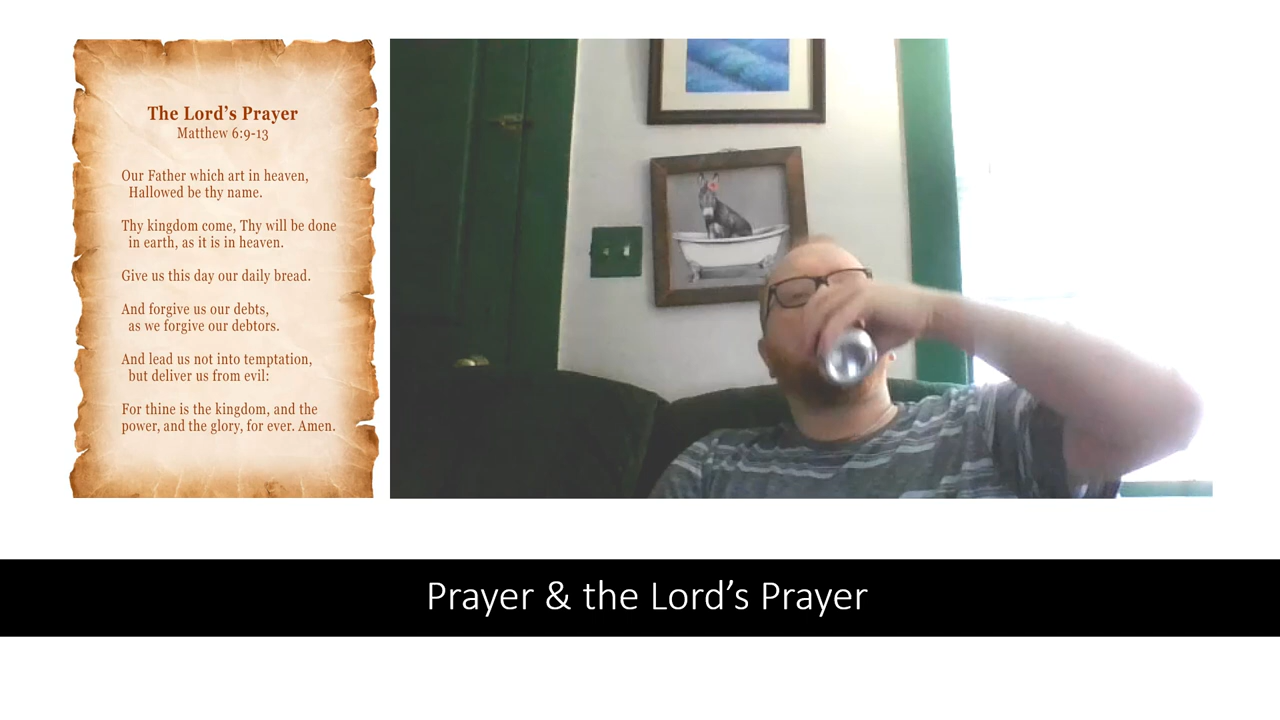 The Lord's Prayer
Matthew 6:9-13
Our Father which art in heaven,
Hallowed be thy name.
Thy kingdom come, Thy will be done
in earth, as it is in heaven.
Give us this day our daily bread.
And forgive us our debts,
as we forgive our debtors.
And lead us not into temptation,
but deliver us from evil:
For thine is the kingdom, and the
power, and the glory, for ever. Amen.
Prayer & the Lord’s Prayer